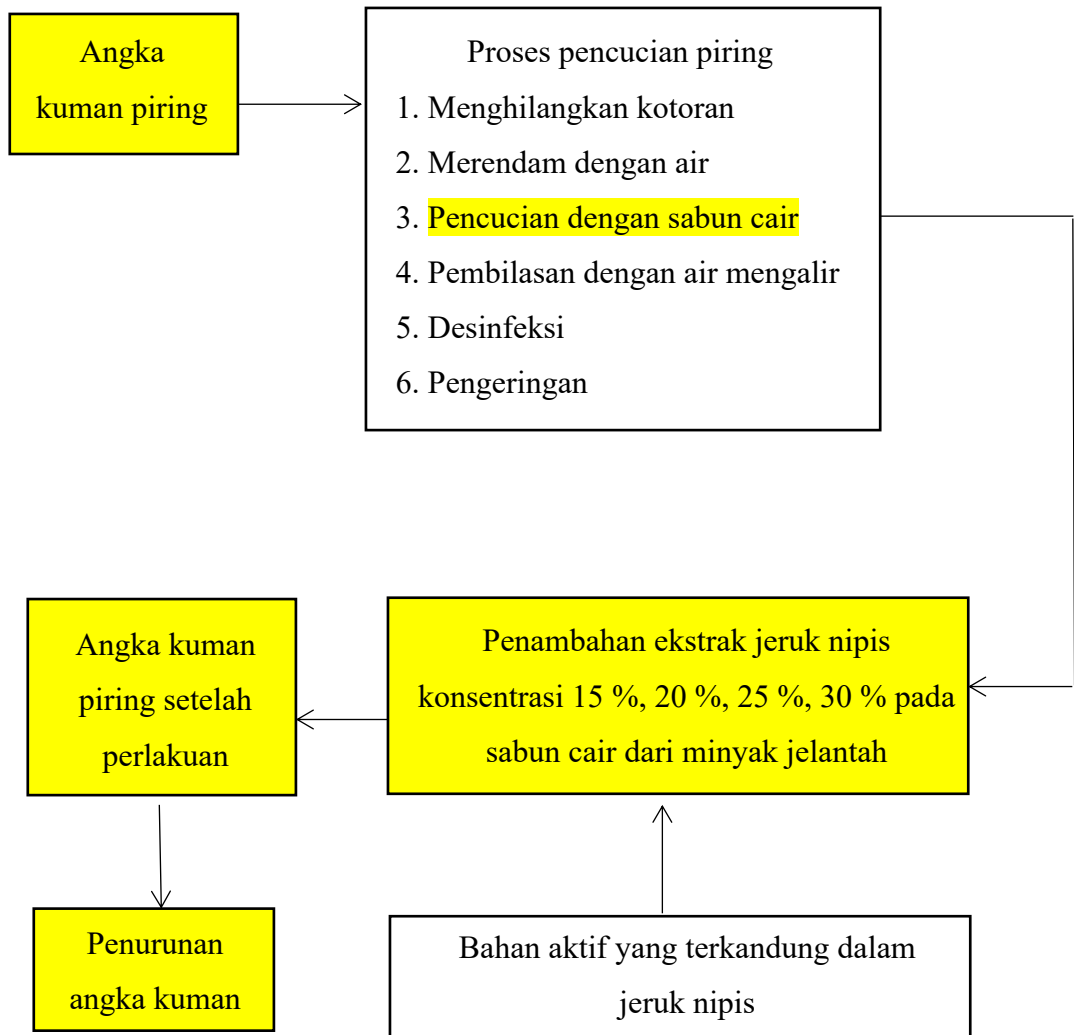 Angka
kuman piring
Proses pencucian piring
1. Menghilangkan kotoran
2. Merendam dengan air
3. Pencucian dengan sabun cair
4. Pembilasan dengan air mengalir
5. Desinfeksi
6. Pengeringan
Penambahan ekstrak jeruk nipis
konsentrasi 15 %, 20 %, 25 %, 30 % pada
sabun cair dari minyak jelantah
Angka kuman
piring setelah
perlakuan
Penurunan
angka kuman
Bahan aktif yang terkandung dalam
jeruk nipis